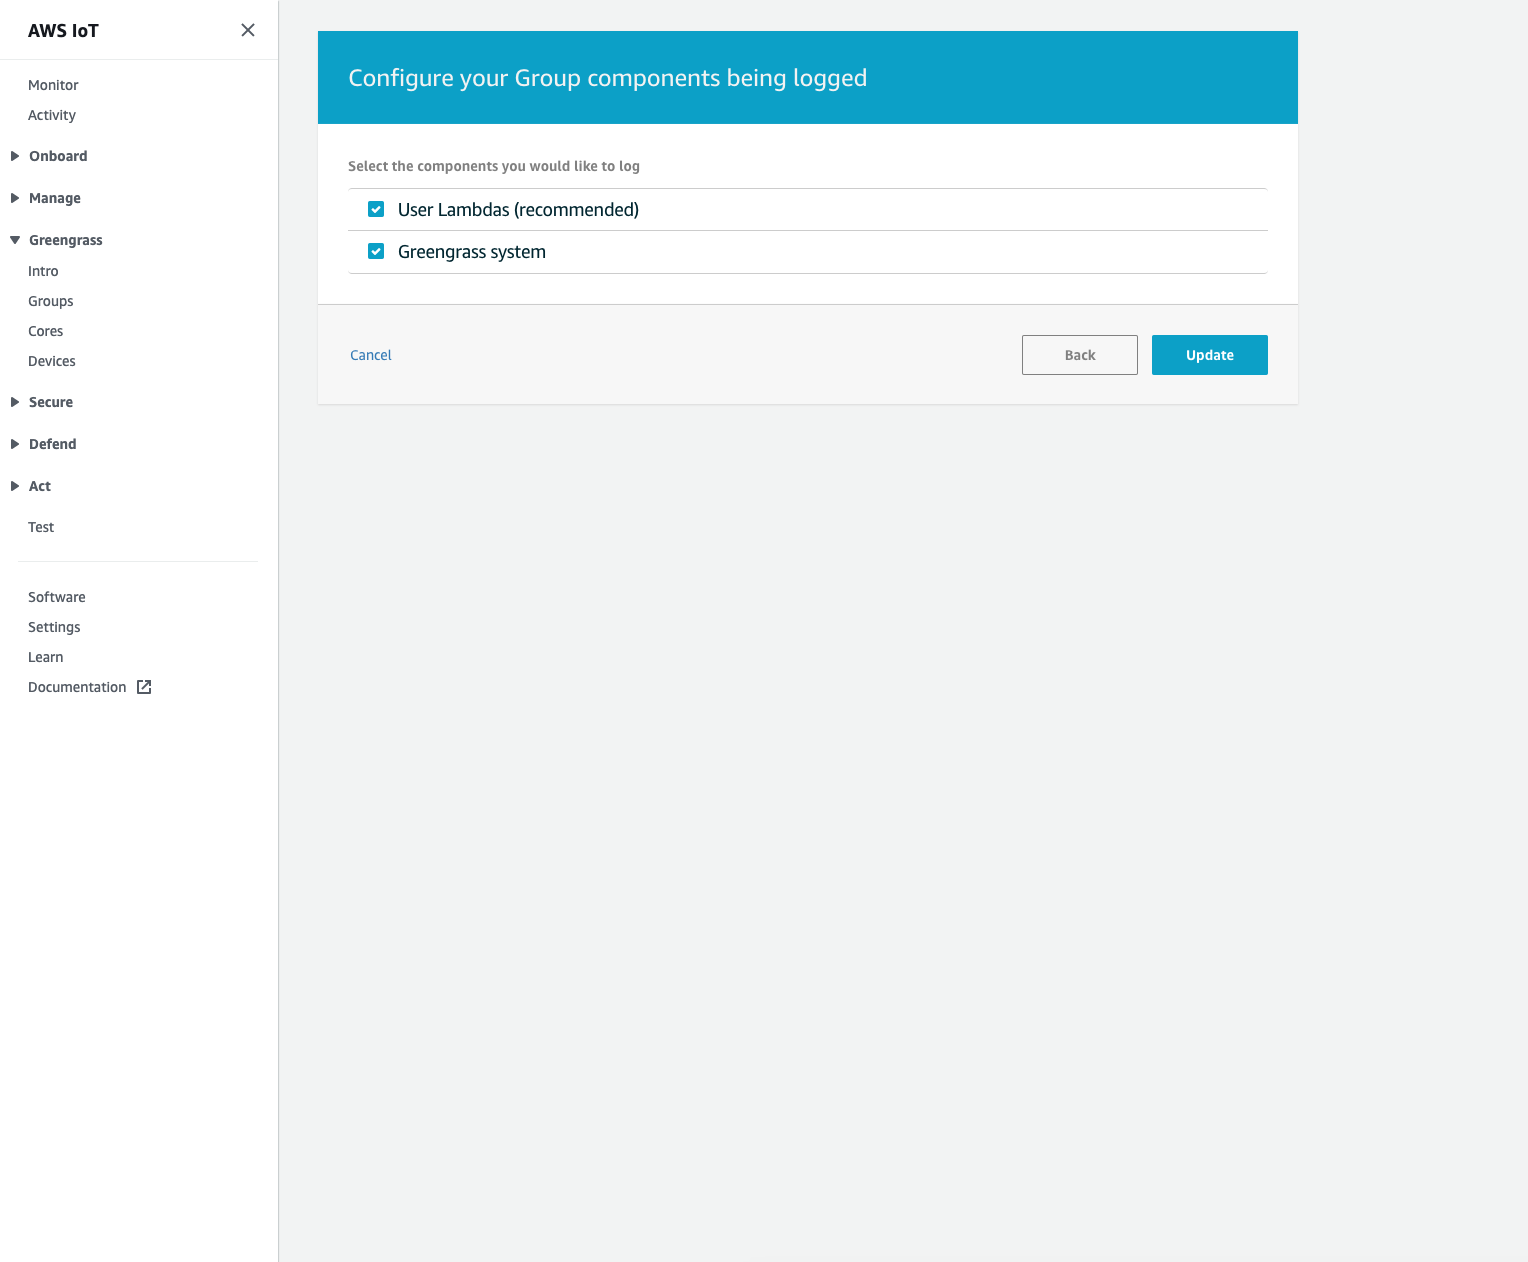 AWS IoT
Monitor
Activity
Onboard
Manage
Greengrass
Intro
Groups
Cores
Devices
Secure
Defend
Act
Test
Software
Settings
Learn
Documentation
Configure your Group components being logged
Select the components you would like to log
User Lambdas (recommended)
Greengrass system
Cancel
Back
Update